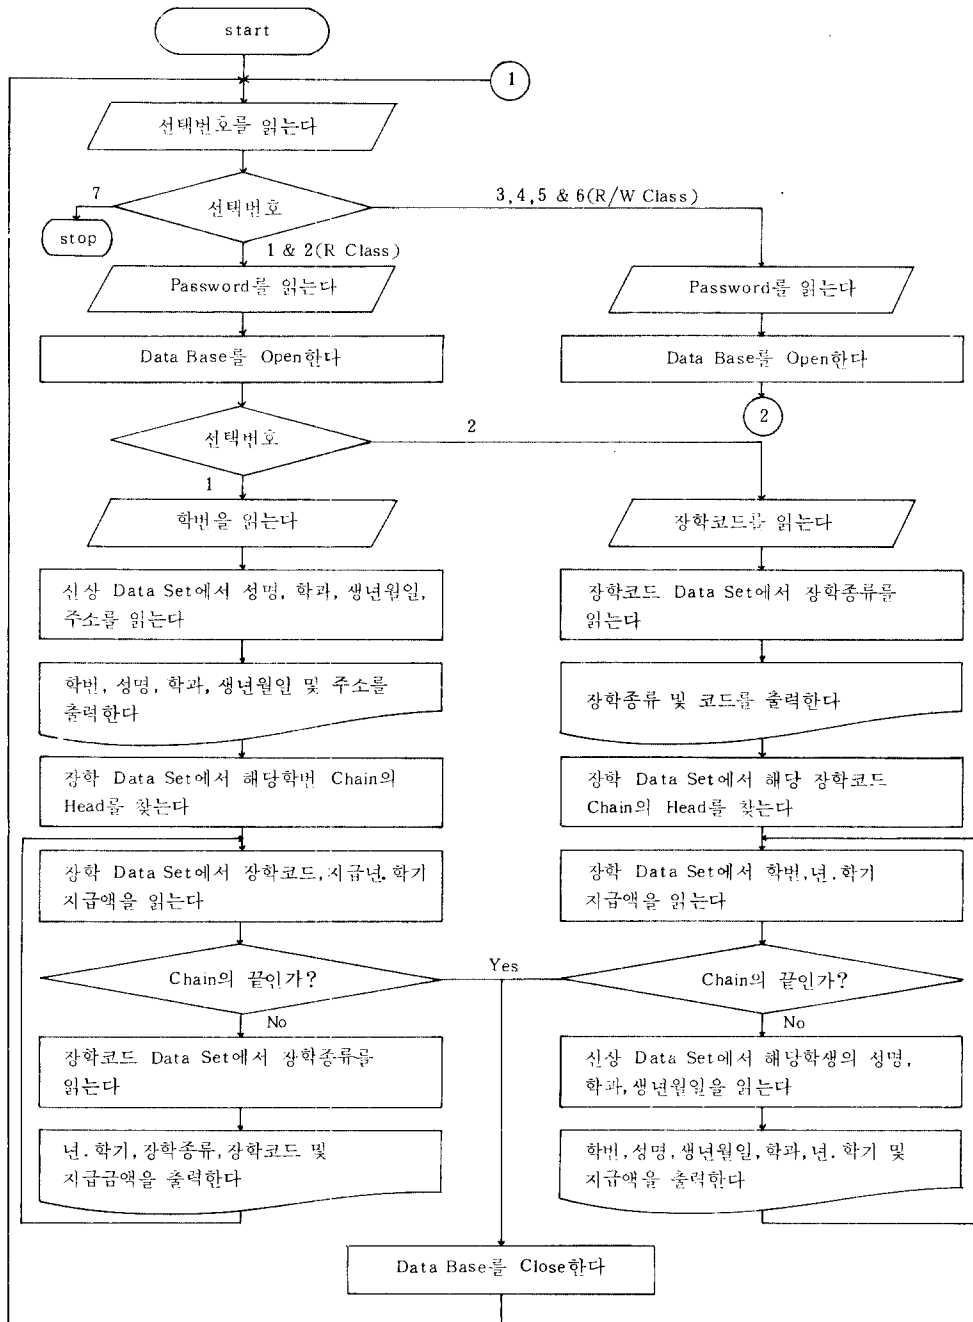 start
1
선택번호를 읽는다
7
선택번호
3,4,5 & 6(R/W Class)
stop
1 & 2(R Class)
Password를 읽는다
Password를 읽는다
Data Base를 Open한다
Data Base를 Open한다
2
선택번호
2
1
학번을 읽는다
장학코드를 읽는다
신상 Data Set에서 성명, 학과, 생년월일,
주소를 읽는다
장학코드 Data Set에서 장학종류를
읽는다
학번, 성명, 학과, 생년월일 및 주소를
출력한다
장학종류 및 코드를 출력한다
장학 Data Set에서 해당학번 Chain의
Head를 찾는다
장학 Data Set에서 해당 장학코드
Chain의 Head를 찾는다
장학 Data Set에서 장학코드,지급년.학기
지급액을 읽는다
장학 Data Set에서 학번,년.학기
지급액을 읽는다
Chain의 끝인가?
Yes
Chain의 끝인가?
No
No
장학코드 Data Set에서 장학종류를
읽는다
신상 Data Set에서 해당학생의 성명,
학과,생년월일을 읽는다
년.학기,장학종류,장학코드 및
지급금액을 출력한다
학번,성명,생년월일,학과,년.학기 및
지급액을 출력한다
Data Base를 Close한다